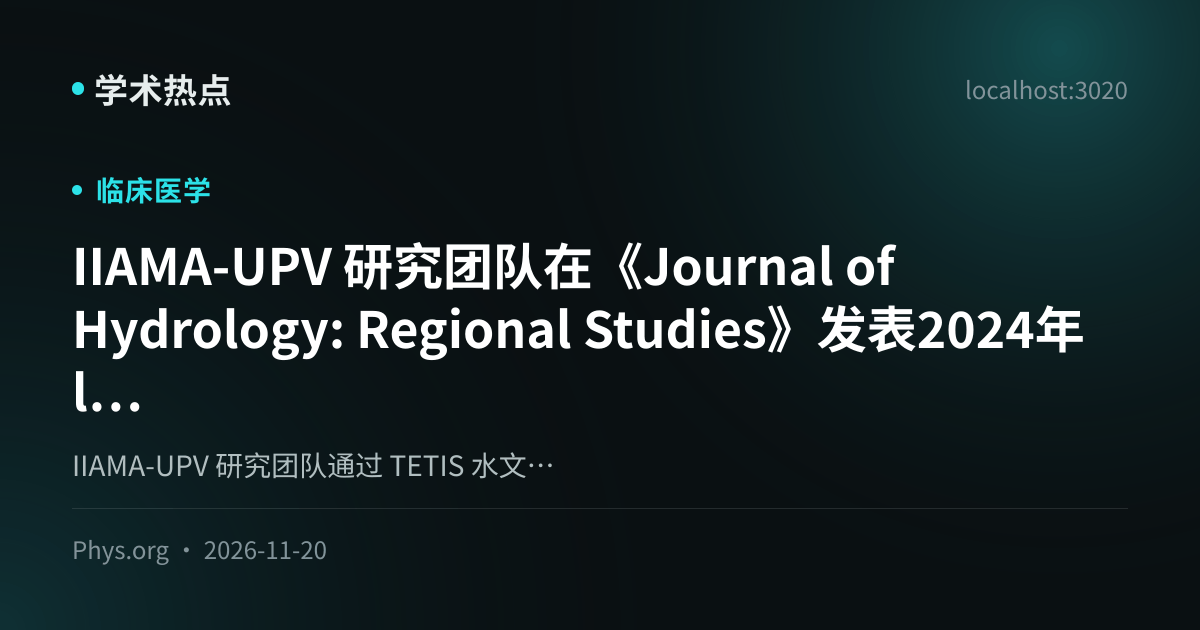 学术热点
localhost:3020
临床医学
IIAMA-UPV 研究团队在《Journal of
Hydrology: Regional Studies》发表2024年
l…
IIAMA-UPV 研究团队通过 TETIS 水文…
Phys.org • 2026-11-20